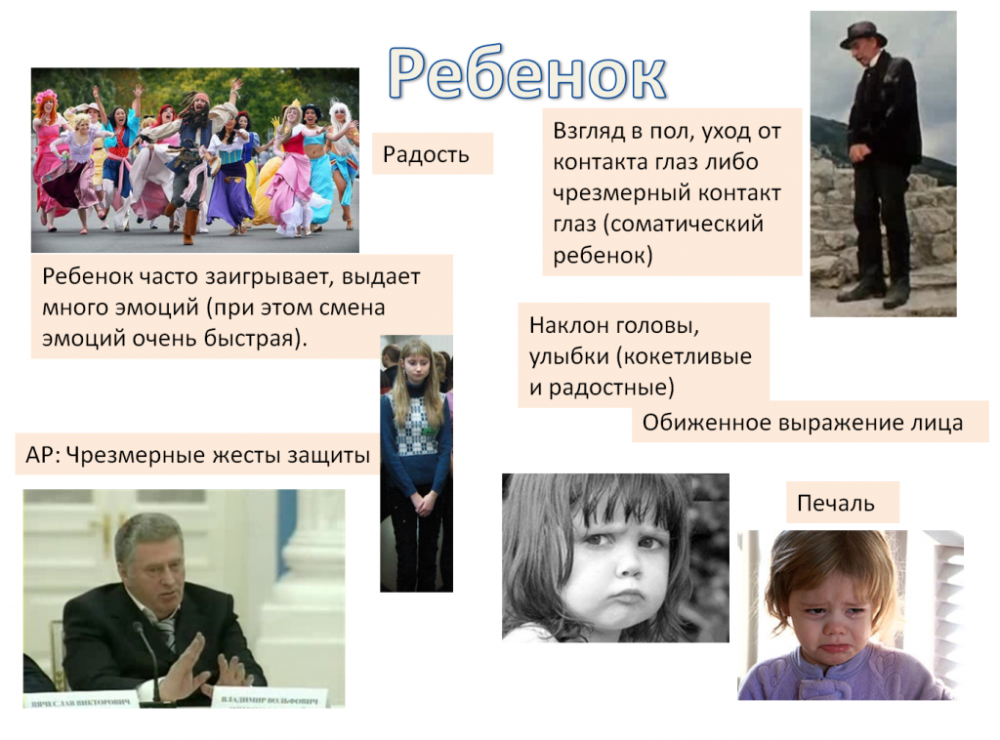 Ребенок
Радость
Взгляд в пол, уход от
контакта глаз либо
чрезмерный контакт
глаз (соматический
ребенок)
Ребенок часто заигрывает, выдает
много эмоций (при этом смена
эмоций очень быстрая).
Наклон головы,
улыбки (кокетливые
и радостные)
Обиженное выражение лица
АР: Чрезмерные жесты защиты
Печаль
ВЯЧЕСЛАВ ВИКТОРОВИЧ
ВЛАДИМИР ВОЛЬФОВИЧ